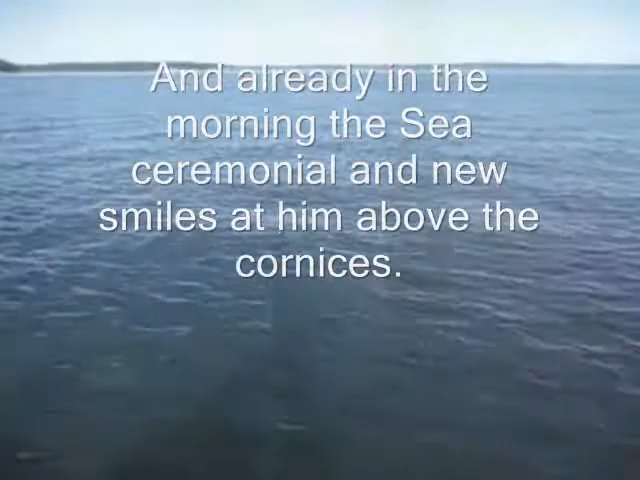 And already in the
morning the Sea
ceremonial and new
smiles at him above the
cornices.